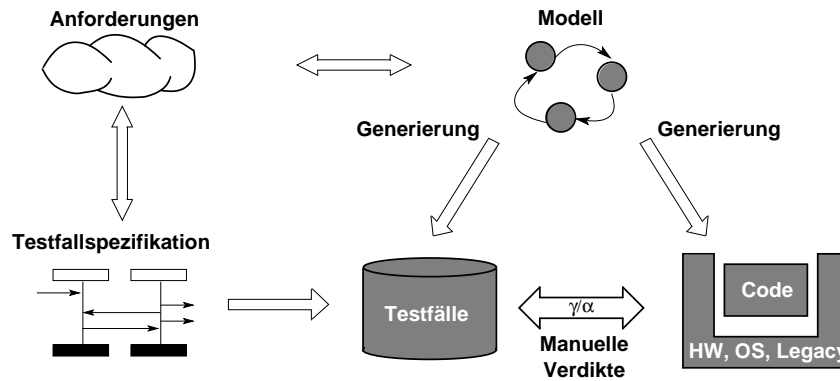 Anforderungen
Modell
Generierung
Generierung
Testfallspezifikation
Testfälle
γ/α
Code
Manuelle
Verdikte
HW, OS, Legacy